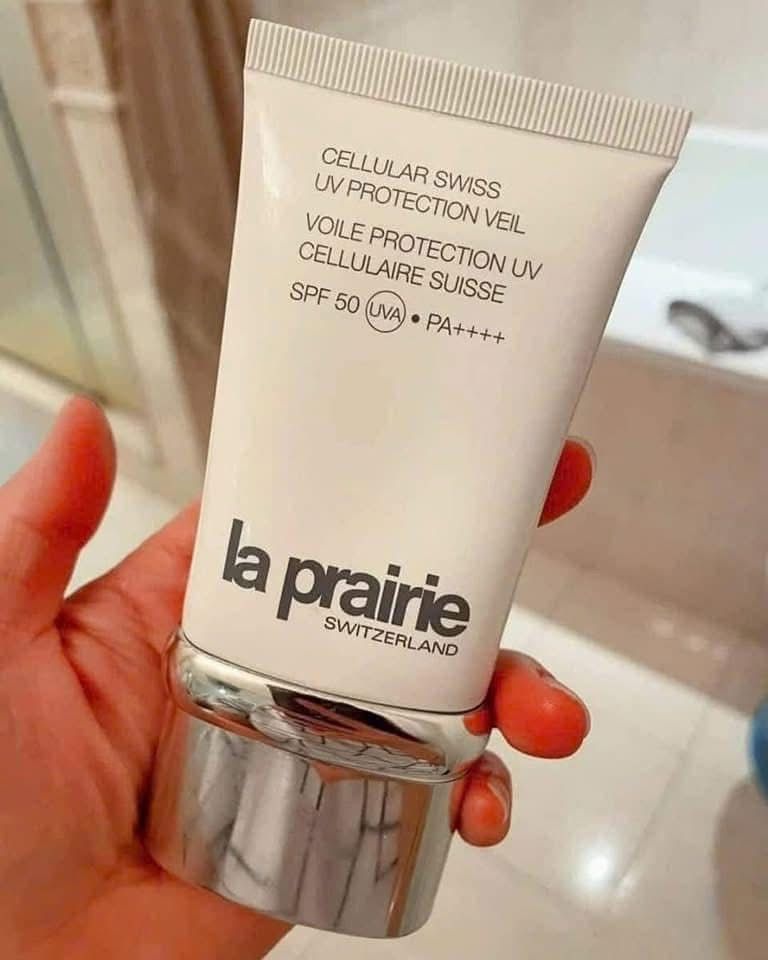 CELLULAR SWISS
UV PROTECTION VEIL
VOILE PROTECTION UV
CELLULAIRE SUISSE
SPF 50 UVA • PA++++
la prairie
SWITZERLAND